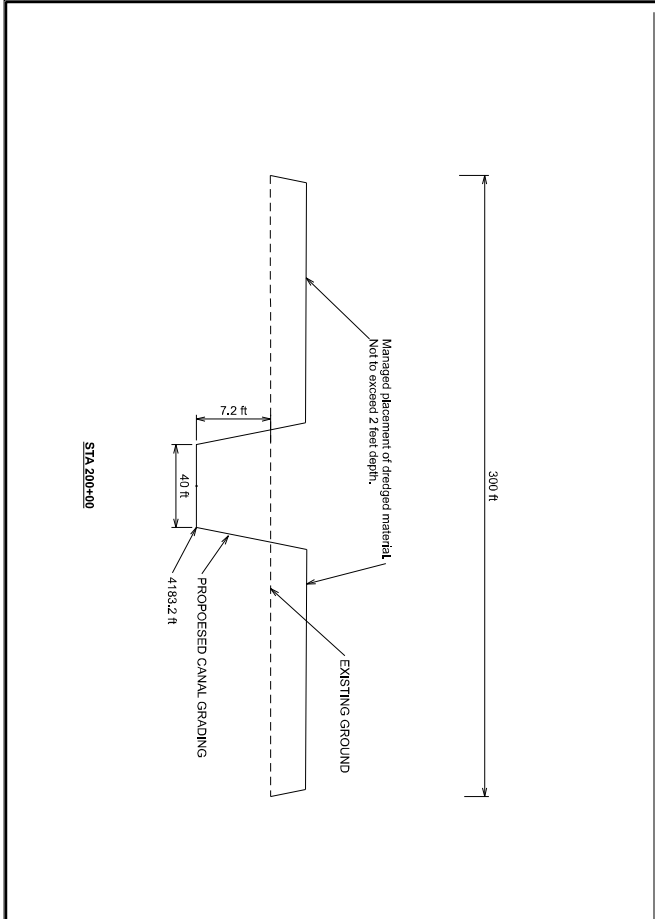 300 ft
Managed placement of dredged material.
Not to exceed 2 feet depth.
EXISTING GROUND
7.2 ft
40 ft
4183.2 ft
PROPOESED CANAL GRADING
STA 200+00